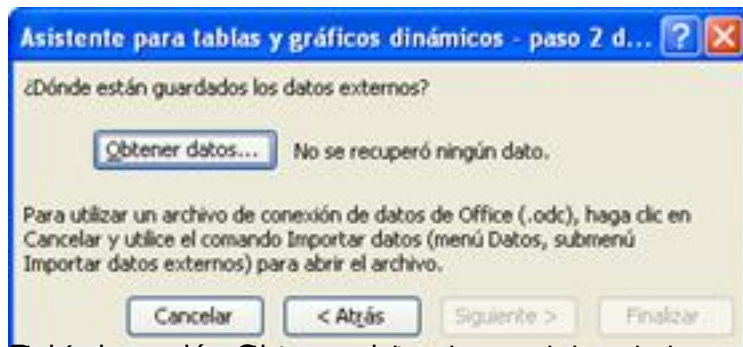 Asistente para tablas y gráficos dinámicos - paso 2 d... ?
¿Dónde están guardados los datos externos?
Obtener datos... No se recuperó ningún dato.
Para utilizar un archivo de conexión de datos de Office (.odc), haga clic en
Cancelar y utilice el comando Importar datos (menú Datos, submenú
Importar datos externos) para abrir el archivo.
Cancelar < Atrás Siguiente > Finalizar